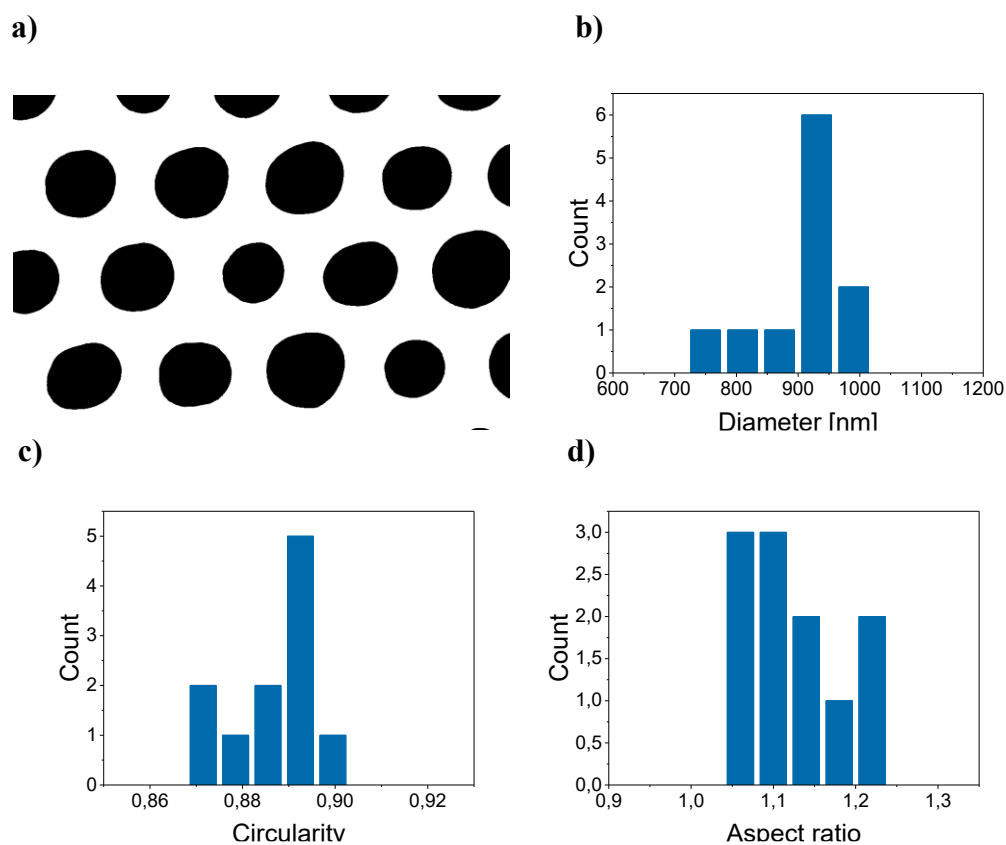 a)
b)
6
5
4
3
2
1
0
Count
600 700 800 900 1000 1100 1200
Diameter [nm]
c)
d)
5
4
3
2
1
0
Count
0,86 0,88 0,90 0,92
Circularity
3,0
2,5
2,0
1,5
1,0
0,5
0,0
Count
0,9 1,0 1,1 1,2 1,3
Aspect ratio